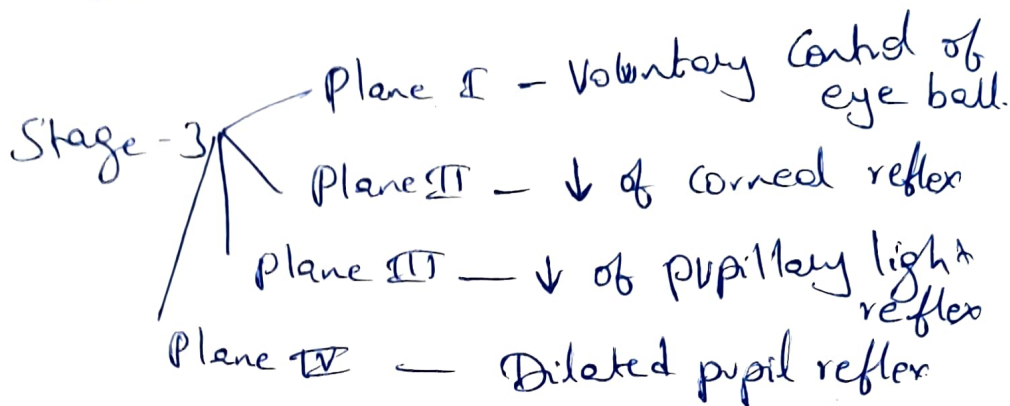 Plane I - Voluntary Control of
eye ball.
Stage - 3
Plane II - ↓ of corneal reflex
Plane III - ↓ of pupillary light
reflex
Plane IV - Dilated pupil reflex